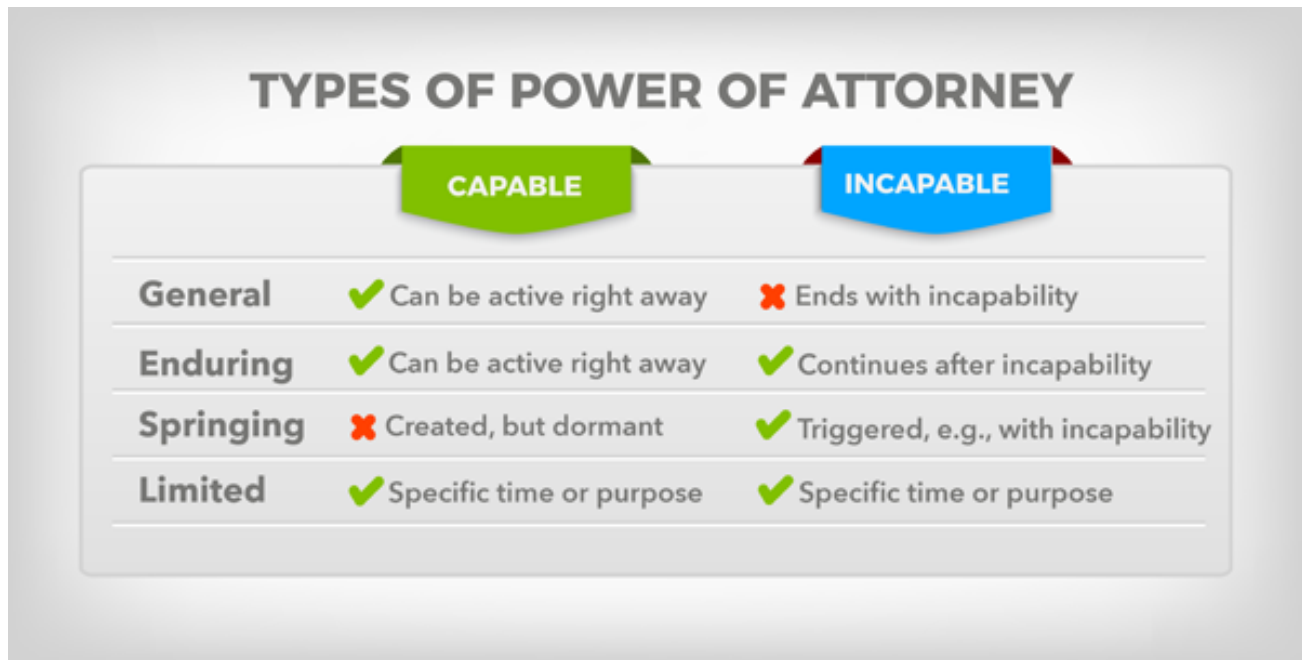 TYPES OF POWER OF ATTORNEY
CAPABLE INCAPABLE
General Can be active right away Ends with incapability
Enduring Can be active right away Continues after incapability
Springing Created, but dormant Triggered, e.g., with incapability
Limited Specific time or purpose Specific time or purpose